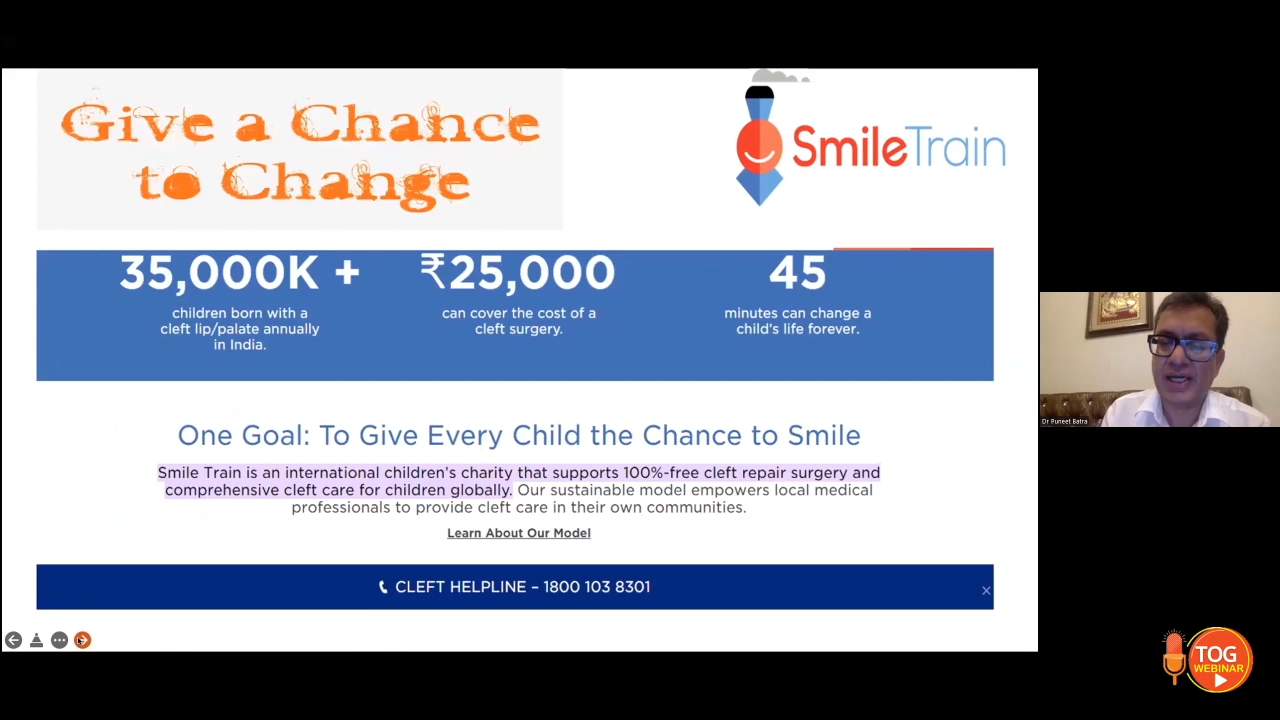 Give a Chance
to Change
SmileTrain
35,000K +
children born with a
cleft lip/palate annually
in India.
₹25,000
can cover the cost of a
cleft surgery.
45
minutes can change a
child's life forever.
One Goal: To Give Every Child the Chance to Smile
Smile Train is an international children's charity that supports 100%-free cleft repair surgery and
comprehensive cleft care for children globally. Our sustainable model empowers local medical
professionals to provide cleft care in their own communities.
Learn About Our Model
CLEFT HELPLINE – 1800 103 8301
Dr Puneet Batra
TOG
WEBINAR